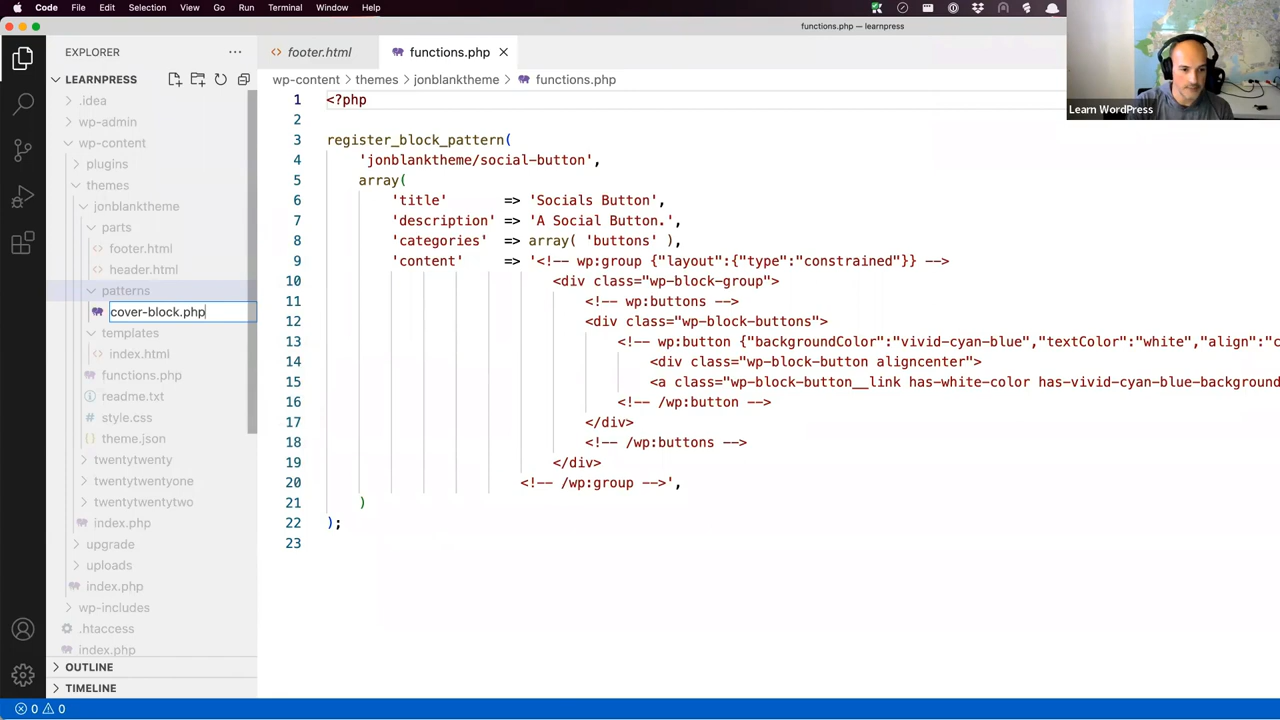 Code File Edit Selection View Go Run Terminal Window Help
functions.php — learnpress
EXPLORER
footer.html
functions.php
LEARNPRESS
wp-content > themes > jonblanktheme > functions.php
.idea
wp-admin
wp-content
plugins
themes
jonblanktheme
parts
footer.html
header.html
patterns
cover-block.php
templates
index.html
functions.php
readme.txt
style.css
theme.json
twentytwenty
twentytwentyone
twentytwentytwo
index.php
upgrade
uploads
index.php
wp-includes
.htaccess
index.php
OUTLINE
TIMELINE
0 0
1 <?php
2
3 register_block_pattern(
4 'jonblanktheme/social-button',
5 array(
6 'title' => 'Socials Button',
7 'description' => 'A Social Button.',
8 'categories' => array( 'buttons' ),
9 'content' => '<!-- wp:group {"layout":{"type":"constrained"}} -->
10 <div class="wp-block-group">
11 <!-- wp:buttons -->
12 <div class="wp-block-buttons">
13 <!-- wp:button {"backgroundColor":"vivid-cyan-blue","textColor":"white","align":"c
14 <div class="wp-block-button aligncenter">
15 <a class="wp-block-button__link has-white-color has-vivid-cyan-blue-background
16 <!-- /wp:button -->
17 </div>
18 <!-- /wp:buttons -->
19 </div>
20 <!-- /wp:group -->',
21 )
22 );
23
Learn WordPress